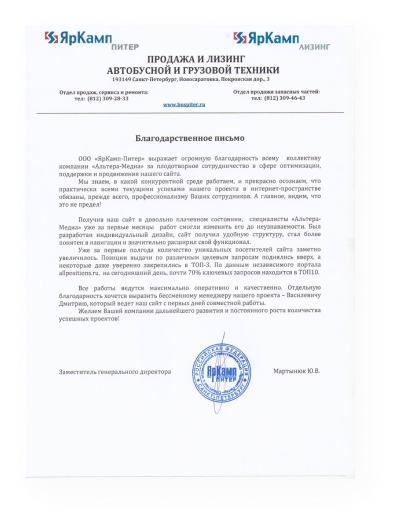 ЯрКамп ПИТЕР
ЯрКамп ЛИЗИНГ
ПРОДАЖА И ЛИЗИНГ
АВТОБУСНОЙ И ГРУЗОВОЙ ТЕХНИКИ
193149 Санкт-Петербург, Новосаратовка, Покровская дор., 3
Отдел продаж, сервиса и ремонта:
тел: (812) 309-28-33
Отдел продажи запасных частей:
тел: (812) 309-46-43
www.buspiter.ru
Благодарственное письмо
ООО «ЯрКамп-Питер» выражает огромную благодарность всему коллективу
компании «Альтера-Медиа» за плодотворное сотрудничество в сфере оптимизации,
поддержки и продвижения нашего сайта.
Мы знаем, в какой конкурентной среде работаем, и прекрасно осознаем, что
практически всеми текущими успехами нашего проекта в интернет-пространстве
обязаны, прежде всего, профессионализму Ваших сотрудников. А главное, видим, что
это не предел!
Получив наш сайт в довольно плачевном состоянии, специалисты «Альтера-
Медиа» уже за первые месяцы работ смогли изменить его до неузнаваемости. Был
разработан индивидуальный дизайн, сайт получил удобную структуру, стал более
понятен в навигации и значительно расширил свой функционал.
Уже за первые полгода количество уникальных посетителей сайта заметно
увеличилось. Позиции выдачи по различным целевым запросам поднялись вверх, а
некоторые даже уверенно закрепились в ТОП-3. По данным независимого портала
allpositions.ru, на сегодняшний день, почти 70% ключевых запросов находится в ТОП10.
Все работы ведутся максимально оперативно и качественно. Отдельную
благодарность хочется выразить бессменному менеджеру нашего проекта – Василевичу
Дмитрию, который ведет наш сайт с первых дней совместной работы.
Желаем Вашей компании дальнейшего развития и постоянного роста количества
успешных проектов!
Заместитель генерального директора
Мартынюк Ю.В.
РОССИЙСКАЯ ФЕДЕРАЦИЯ
ЯрКамп
ПИТЕР
САНКТ-ПЕТЕРБУРГ